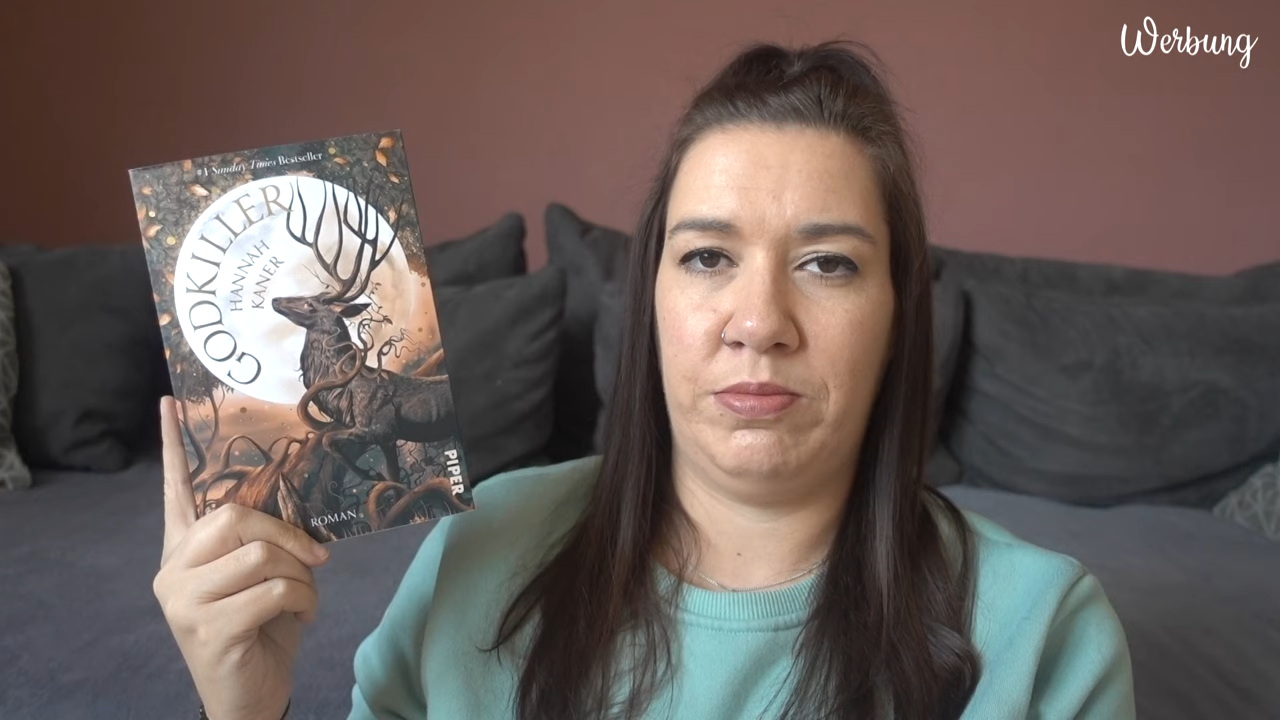 Werbung
#1 Sunday Times Bestseller
GODKILLER
HANNAH
KANER
PIPER
ROMAN